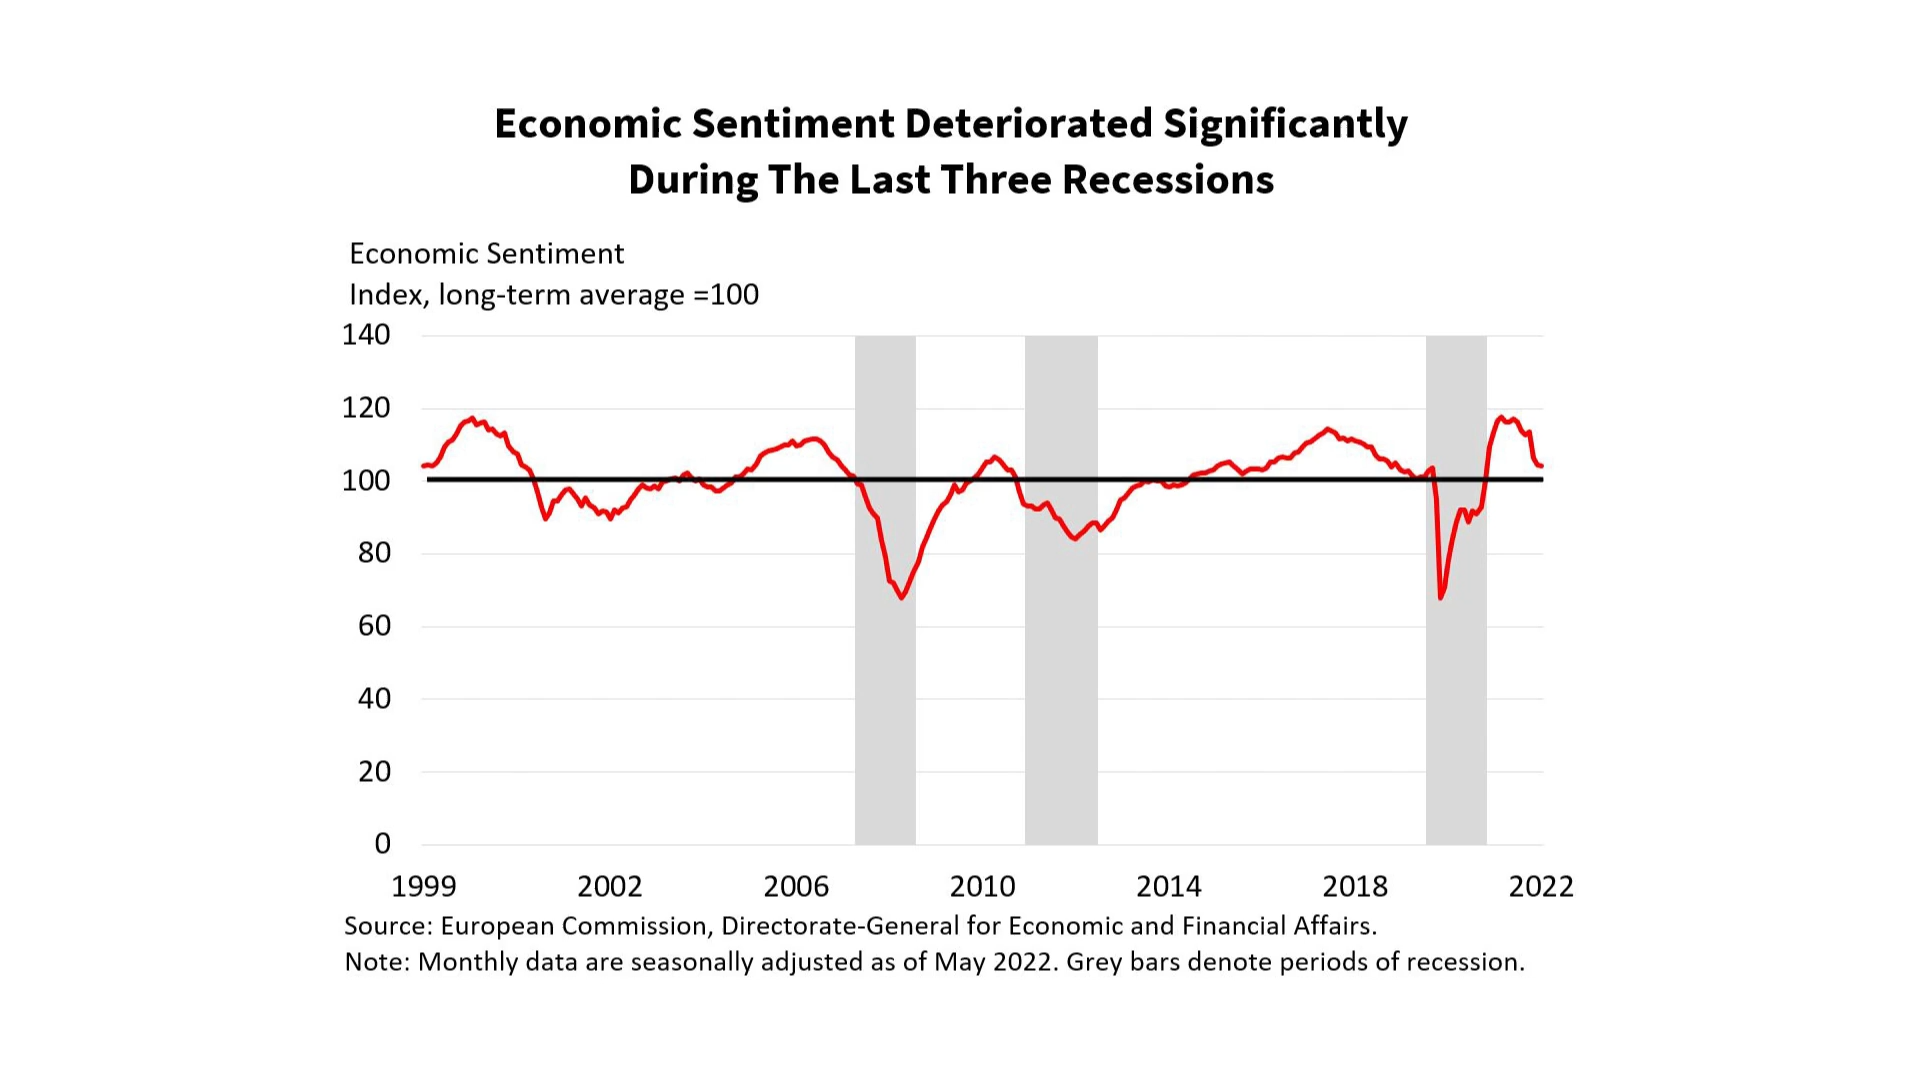 Economic Sentiment Deteriorated Significantly
During The Last Three Recessions
Economic Sentiment
Index, long-term average =100
140
120
100
80
60
40
20
0
1999 2002 2006 2010 2014 2018 2022
Source: European Commission, Directorate-General for Economic and Financial Affairs.
Note: Monthly data are seasonally adjusted as of May 2022. Grey bars denote periods of recession.